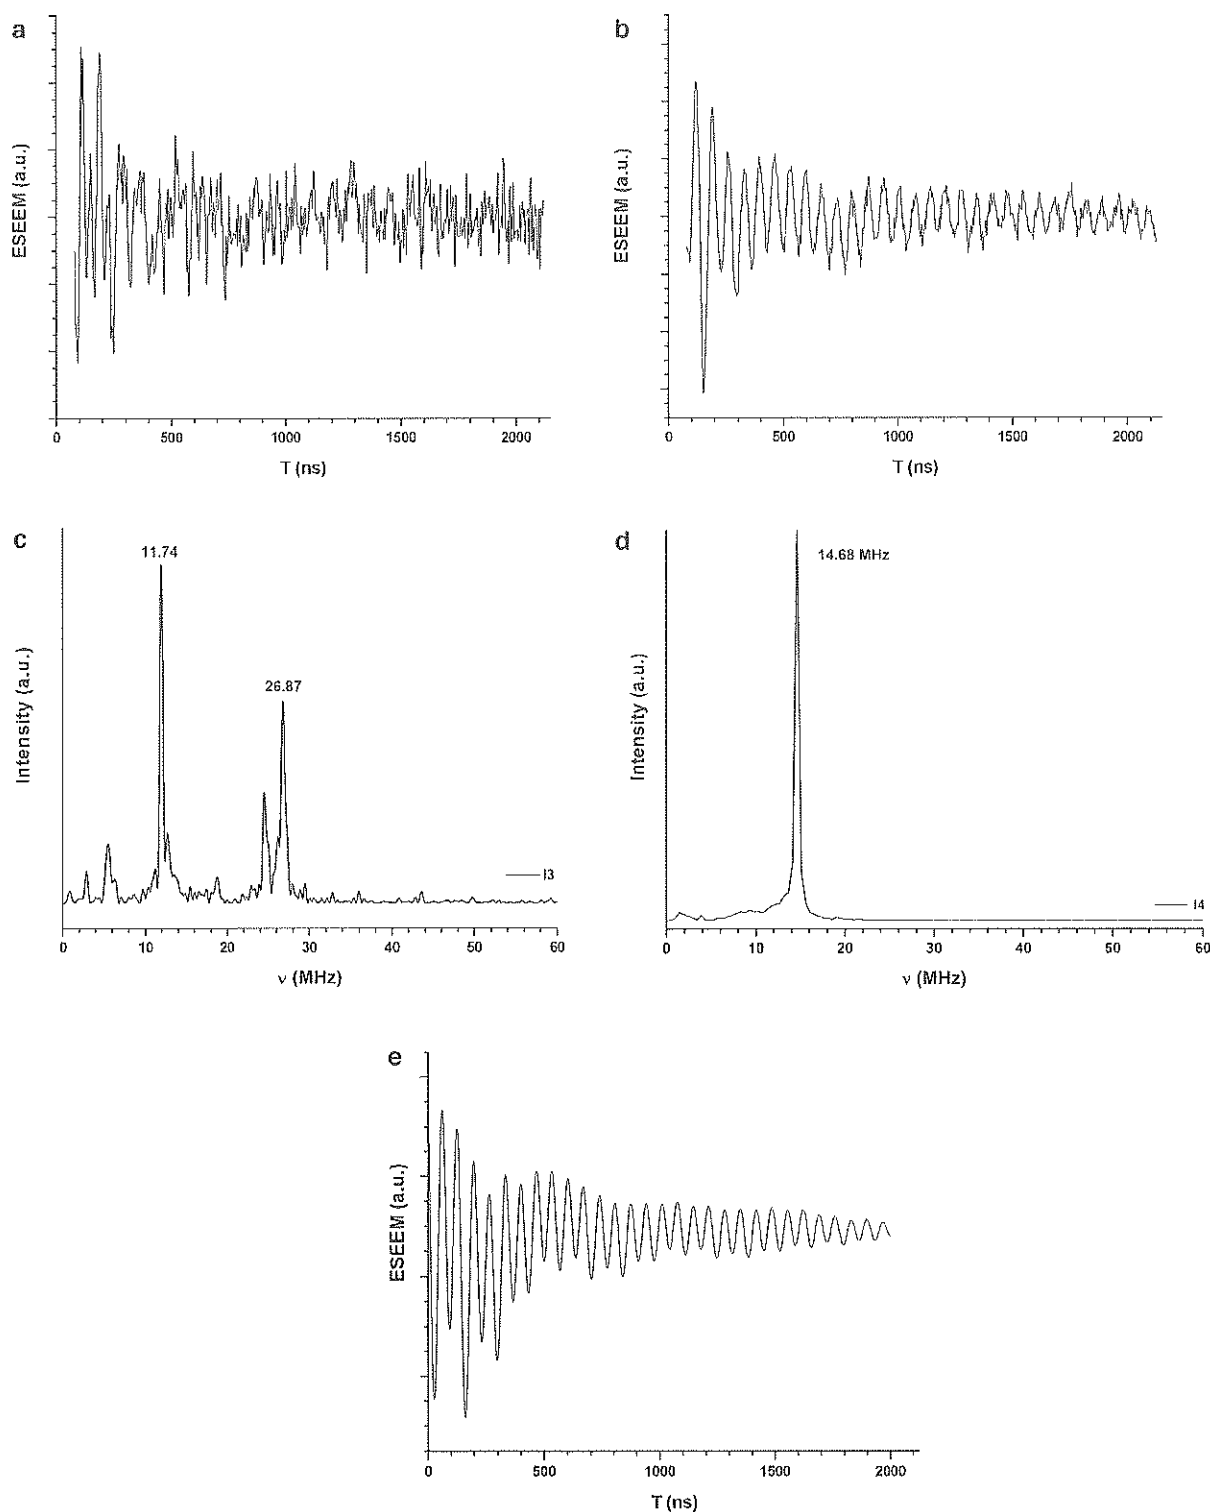 a
ESEEM (a.u.)
0 500 1000 1500 2000
T (ns)
b
ESEEM (a.u.)
0 500 1000 1500 2000
T (ns)
c
11.74
26.87
Intensity (a.u.)
I3
0 10 20 30 40 50 60
ν (MHz)
d
14.68 MHz
Intensity (a.u.)
I4
0 10 20 30 40 50 60
ν (MHz)
e
ESEEM (a.u.)
0 500 1000 1500 2000
T (ns)